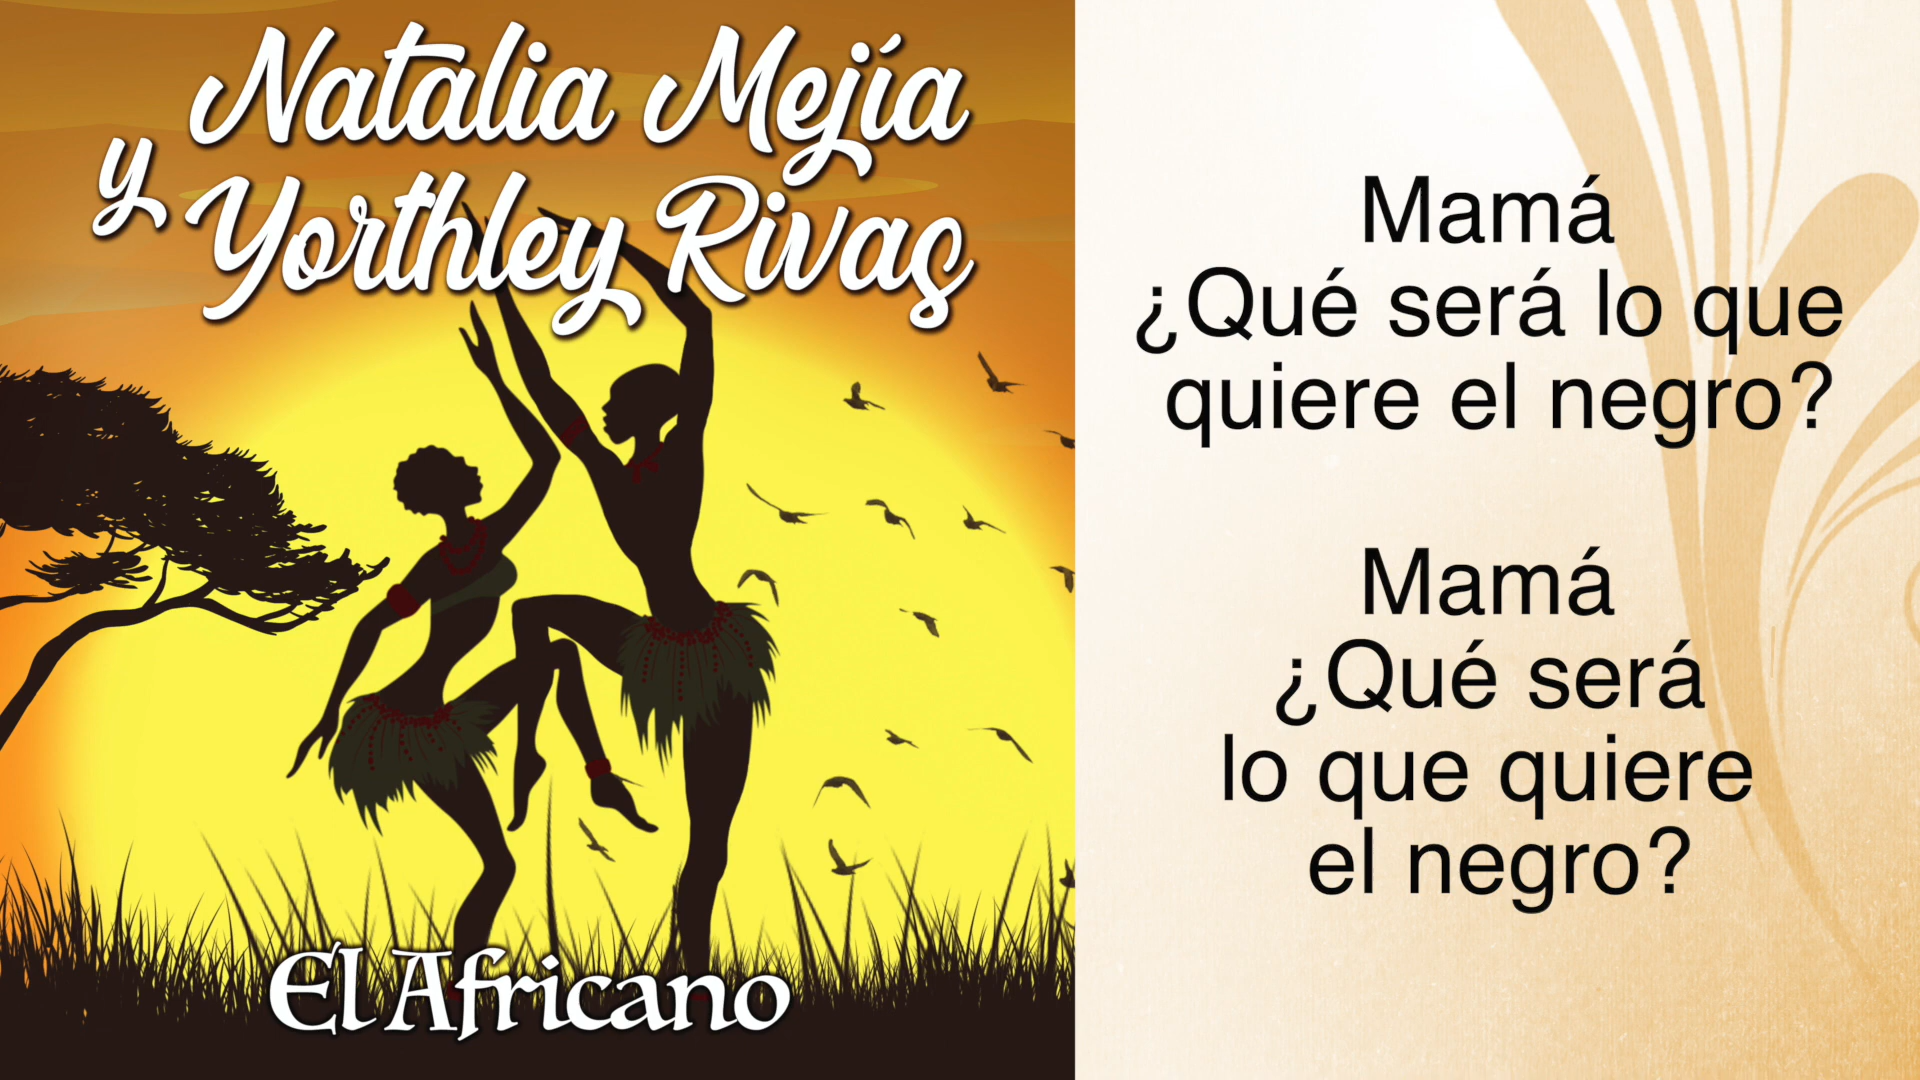 Natalia Mejía
y Yorthley Rivas
El Africano
Mamá
¿Qué será lo que
quiere el negro?
Mamá
¿Qué será
lo que quiere
el negro?